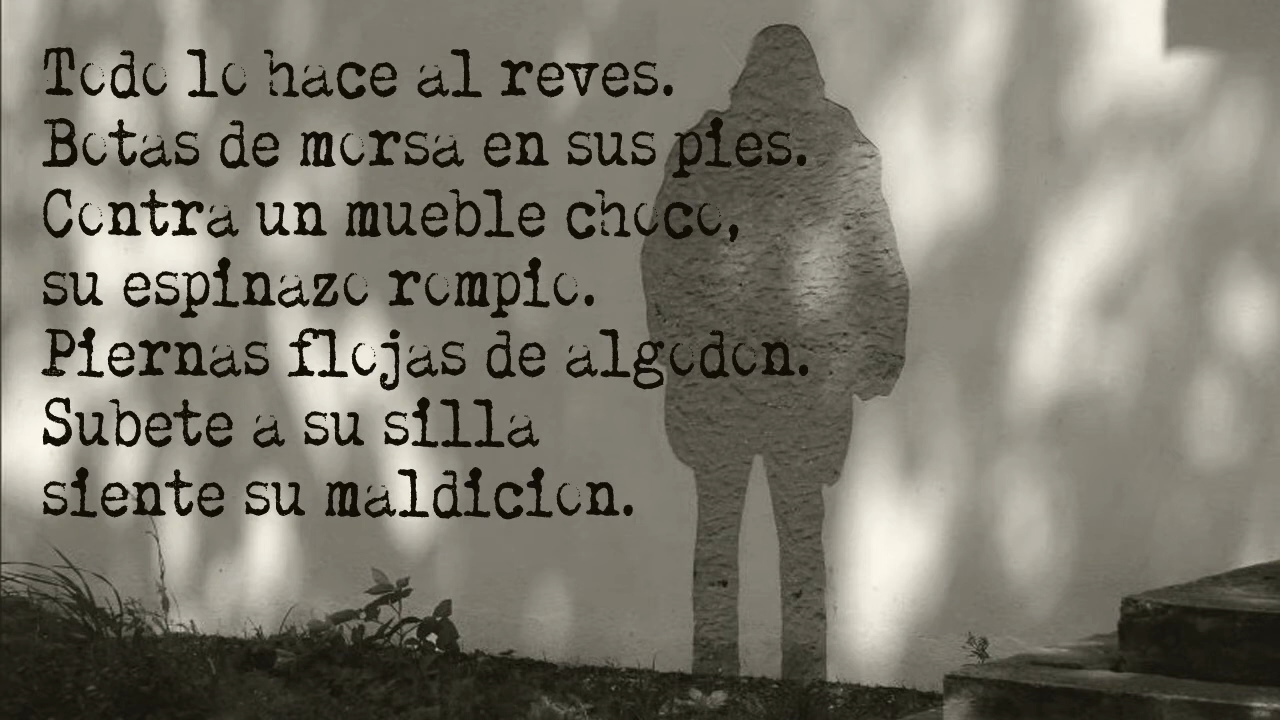 Todo lo hace al reves.
Botas de morsa en sus pies.
Contra un mueble choco,
su espinazo rompio.
Piernas flojas de algodon.
Subete a su silla
siente su maldicion.